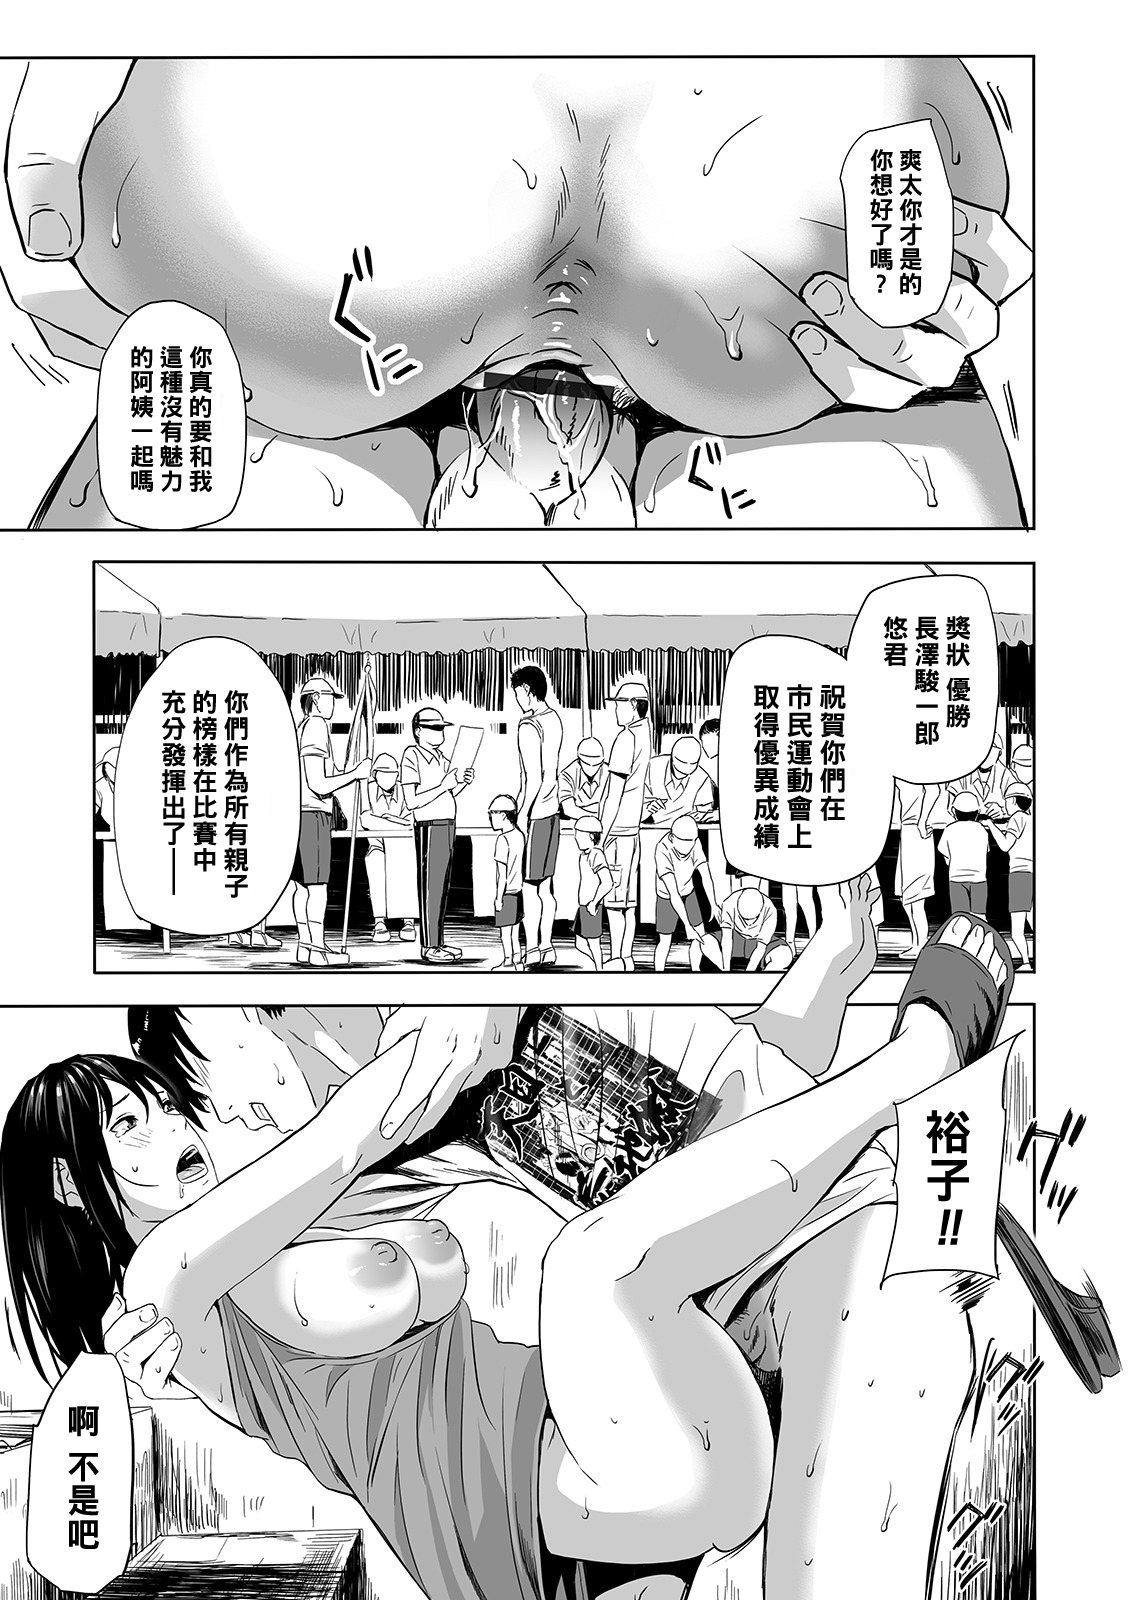 爽太你才是的
你想好了嗎？
你真的要和我
這種沒有魅力
的阿姨一起嗎
ぐ
ぐ
ぐ
に
獎狀 優勝
長澤駿一郎
悠君
祝賀你們在
市民運動會上
取得優異成績
你們作為所有親子
的榜樣在比賽中
充分發揮出了──
裕子!!
啊 不是吧